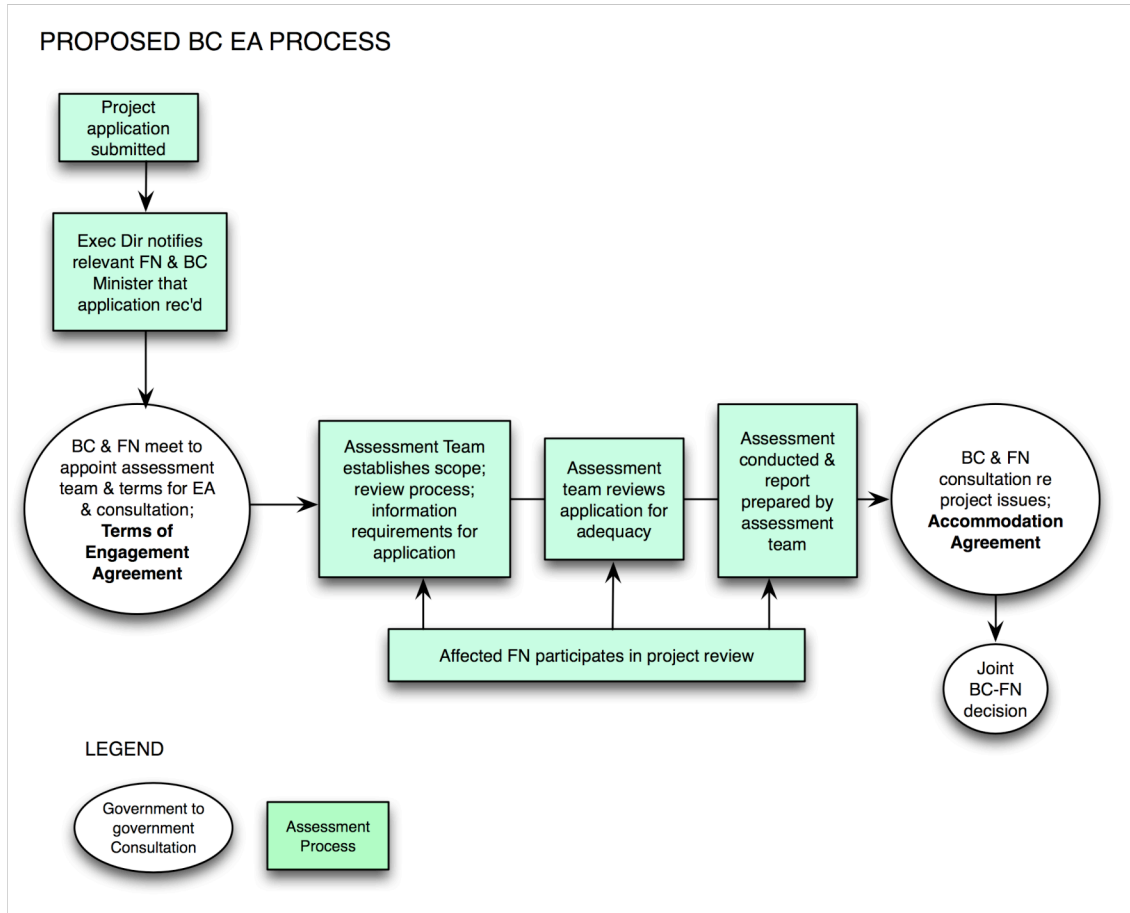 PROPOSED BC EA PROCESS
Project
application
submitted
Exec Dir notifies
relevant FN & BC
Minister that
application rec'd
BC & FN meet to
appoint assessment
team & terms for EA
& consultation;
Terms of
Engagement
Agreement
Assessment Team
establishes scope;
review process;
information
requirements for
application
Assessment
team reviews
application for
adequacy
Assessment
conducted &
report
prepared by
assessment
team
BC & FN
consultation re
project issues;
Accommodation
Agreement
Affected FN participates in project review
Joint
BC-FN
decision
LEGEND
Government to
government
Consultation
Assessment
Process